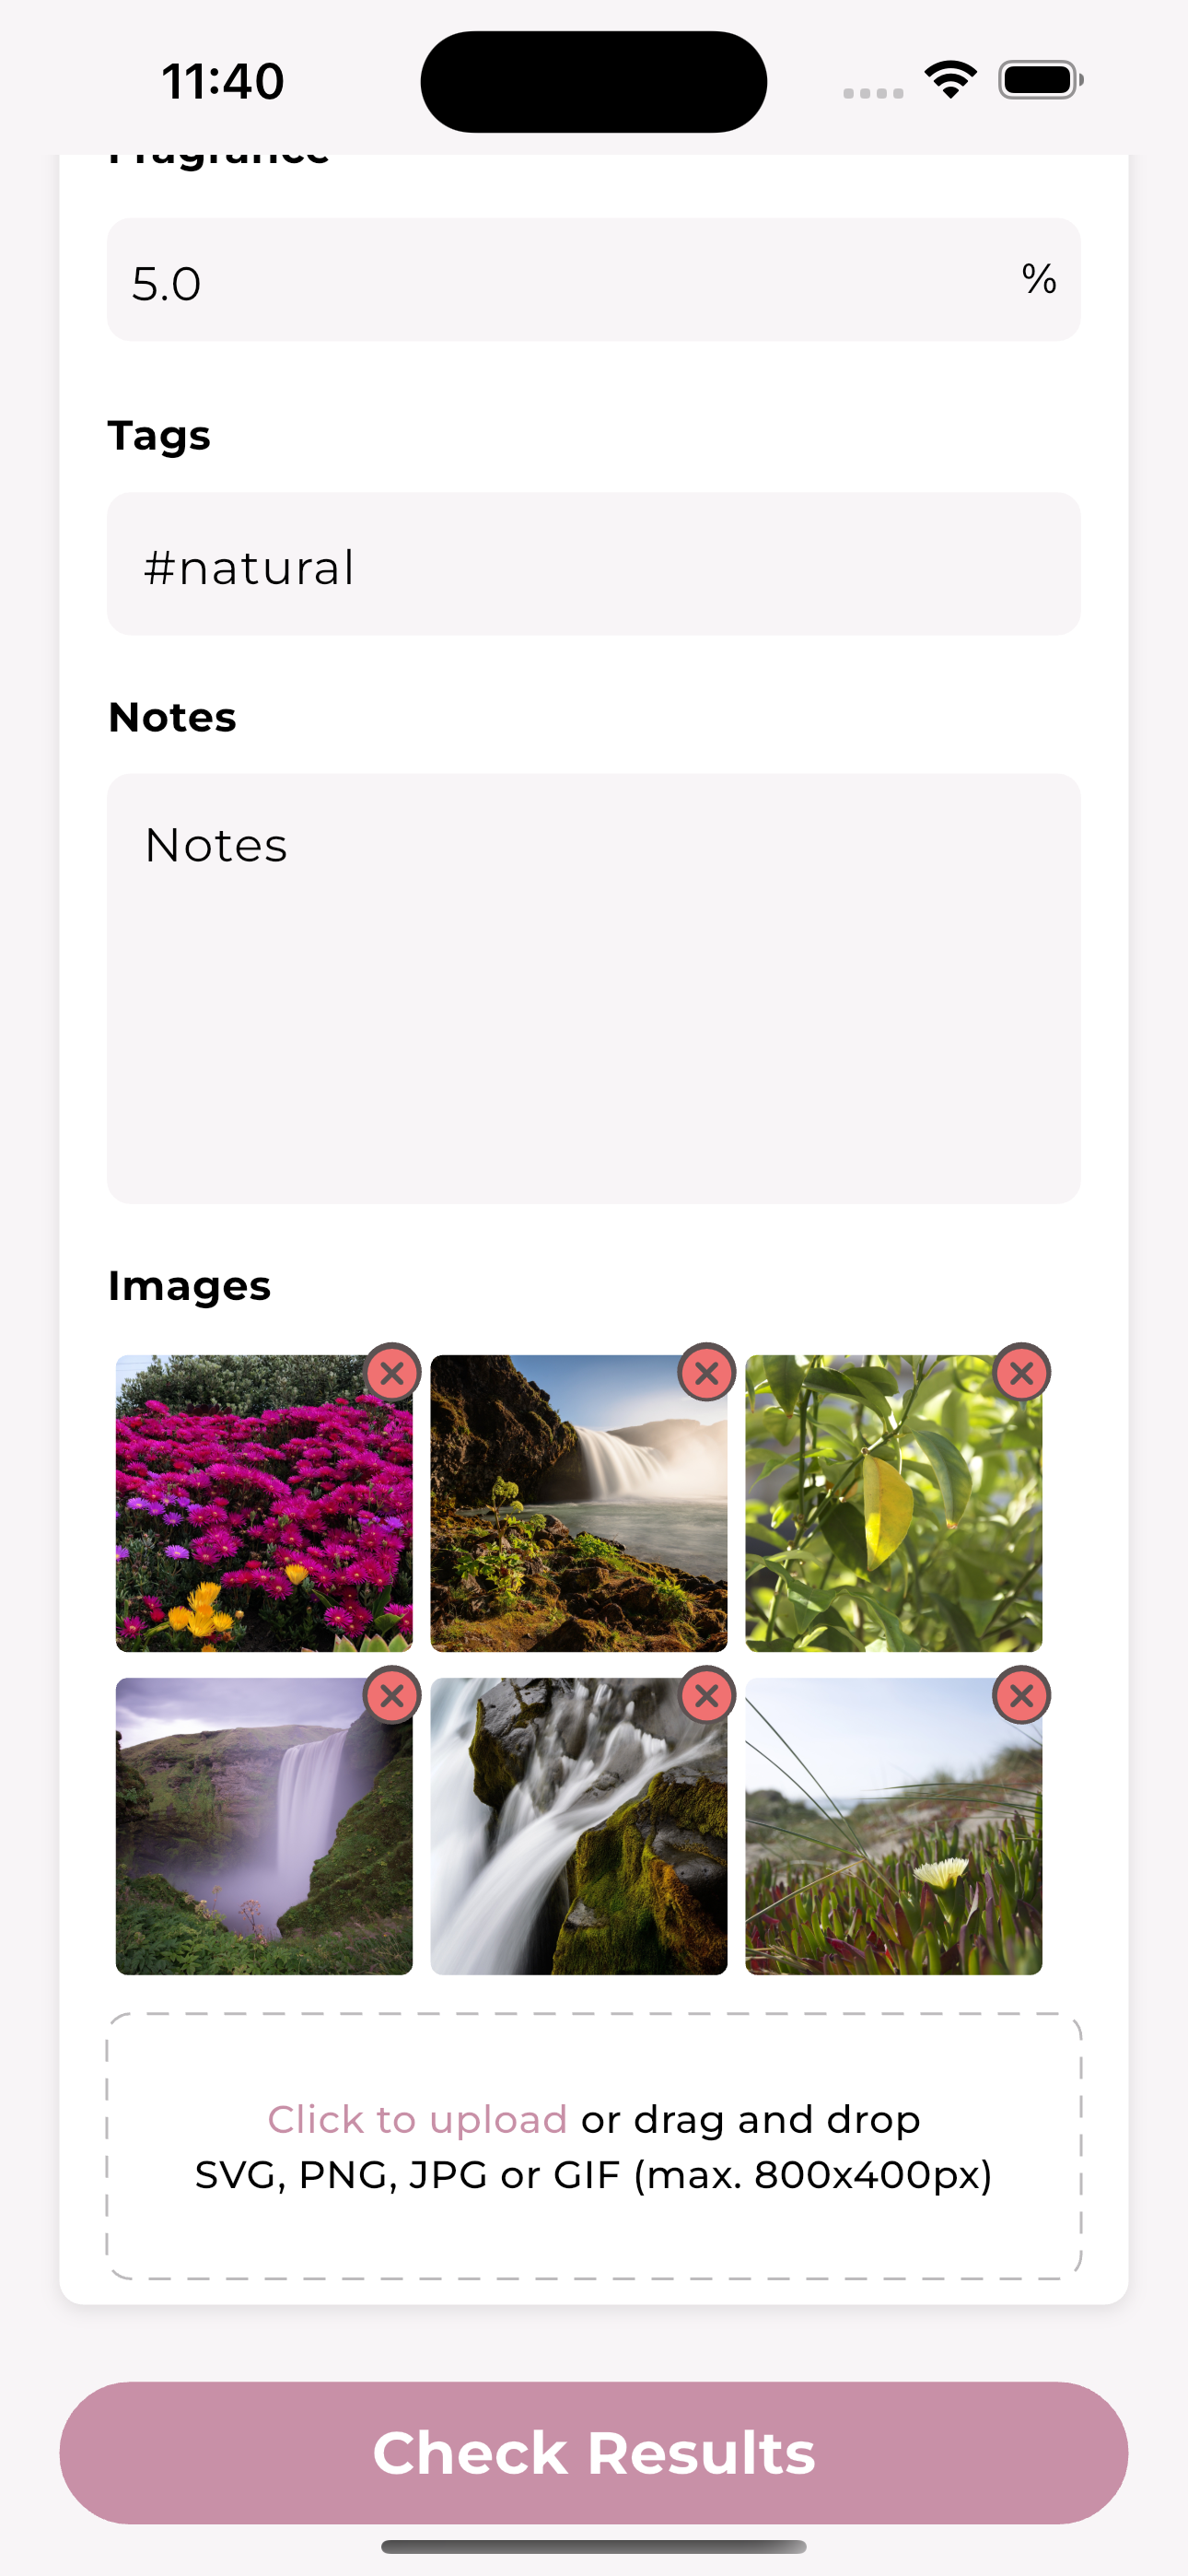 11:40
Fragrance
5.0 %
Tags
#natural
Notes
Notes
Images
Click to upload or drag and drop
SVG, PNG, JPG or GIF (max. 800x400px)
Check Results